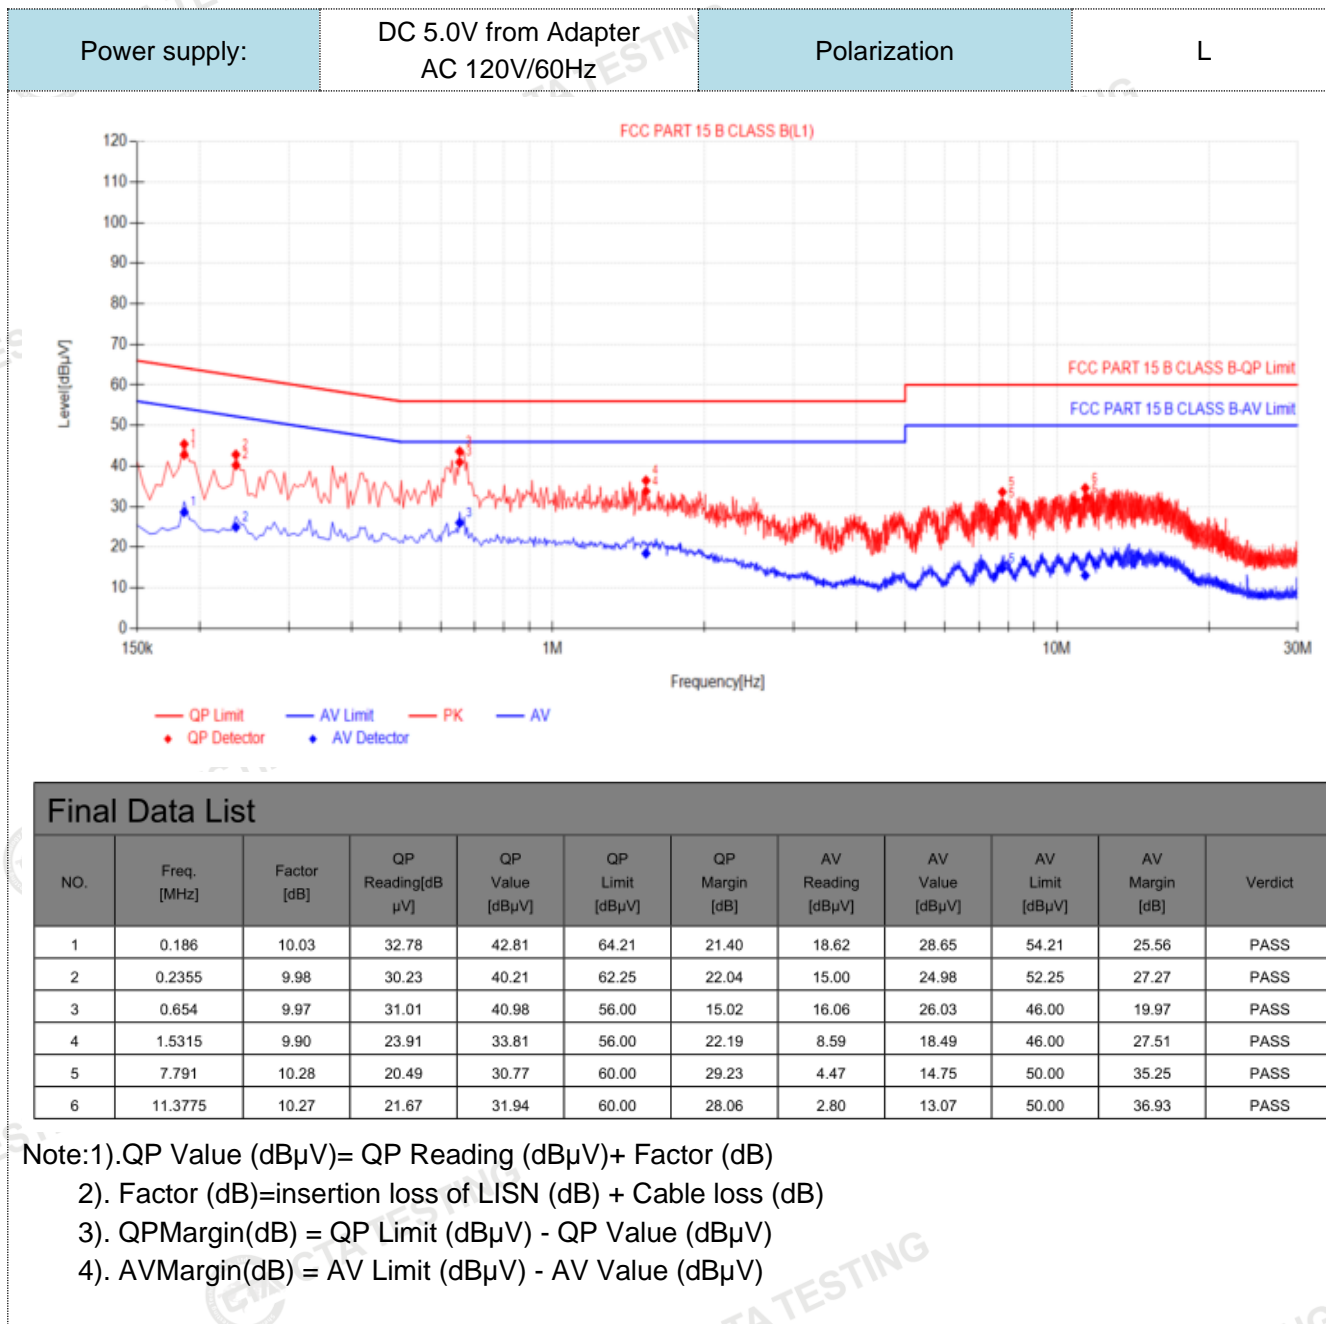 Power supply: DC 5.0V from Adapter AC 120V/60Hz Polarization L
FCC PART 15 B CLASS B(L1)
120
110
100
90
80
70
60
50
40
30
20
10
0
Level[dBµV]
FCC PART 15 B CLASS B-QP Limit
FCC PART 15 B CLASS B-AV Limit
150k 1M 10M 30M
Frequency[Hz]
QP Limit AV Limit PK AV
QP Detector AV Detector
Final Data List
NO. Freq. [MHz] Factor [dB] QP Reading[dB µV] QP Value [dBµV] QP Limit [dBµV] QP Margin [dB] AV Reading [dBµV] AV Value [dBµV] AV Limit [dBµV] AV Margin [dB] Verdict
1 0.186 10.03 32.78 42.81 64.21 21.40 18.62 28.65 54.21 25.56 PASS
2 0.2355 9.98 30.23 40.21 62.25 22.04 15.00 24.98 52.25 27.27 PASS
3 0.654 9.97 31.01 40.98 56.00 15.02 16.06 26.03 46.00 19.97 PASS
4 1.5315 9.90 23.91 33.81 56.00 22.19 8.59 18.49 46.00 27.51 PASS
5 7.791 10.28 20.49 30.77 60.00 29.23 4.47 14.75 50.00 35.25 PASS
6 11.3775 10.27 21.67 31.94 60.00 28.06 2.80 13.07 50.00 36.93 PASS
Note:1).QP Value (dBµV)= QP Reading (dBµV)+ Factor (dB)
2). Factor (dB)=insertion loss of LISN (dB) + Cable loss (dB)
3). QPMargin(dB) = QP Limit (dBµV) - QP Value (dBµV)
4). AVMargin(dB) = AV Limit (dBµV) - AV Value (dBµV)
CTA TESTING